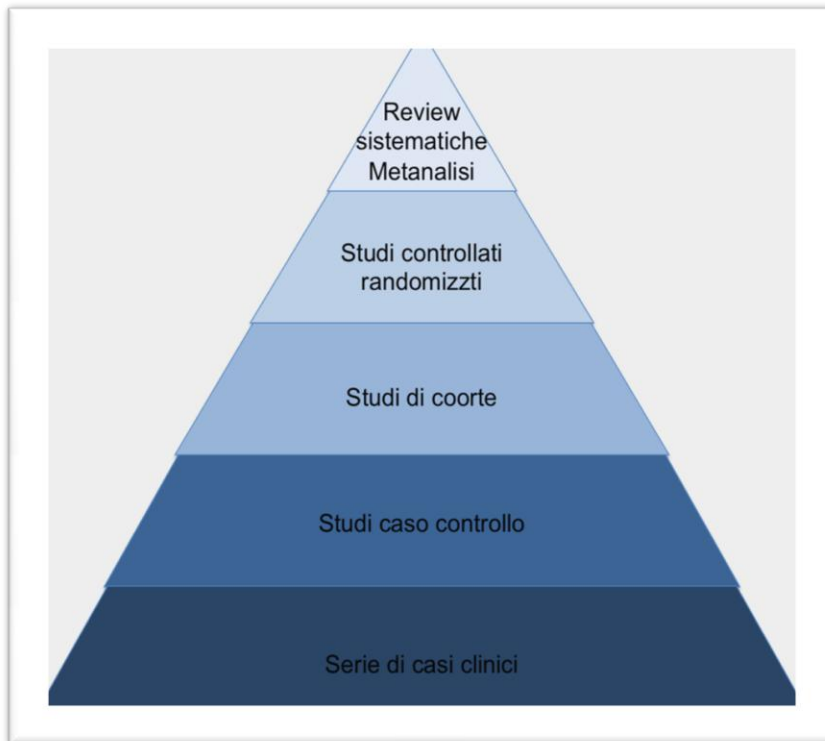 Review
sistematiche
Metanalisi
Studi controllati
randomizzti
Studi di coorte
Studi caso controllo
Serie di casi clinici